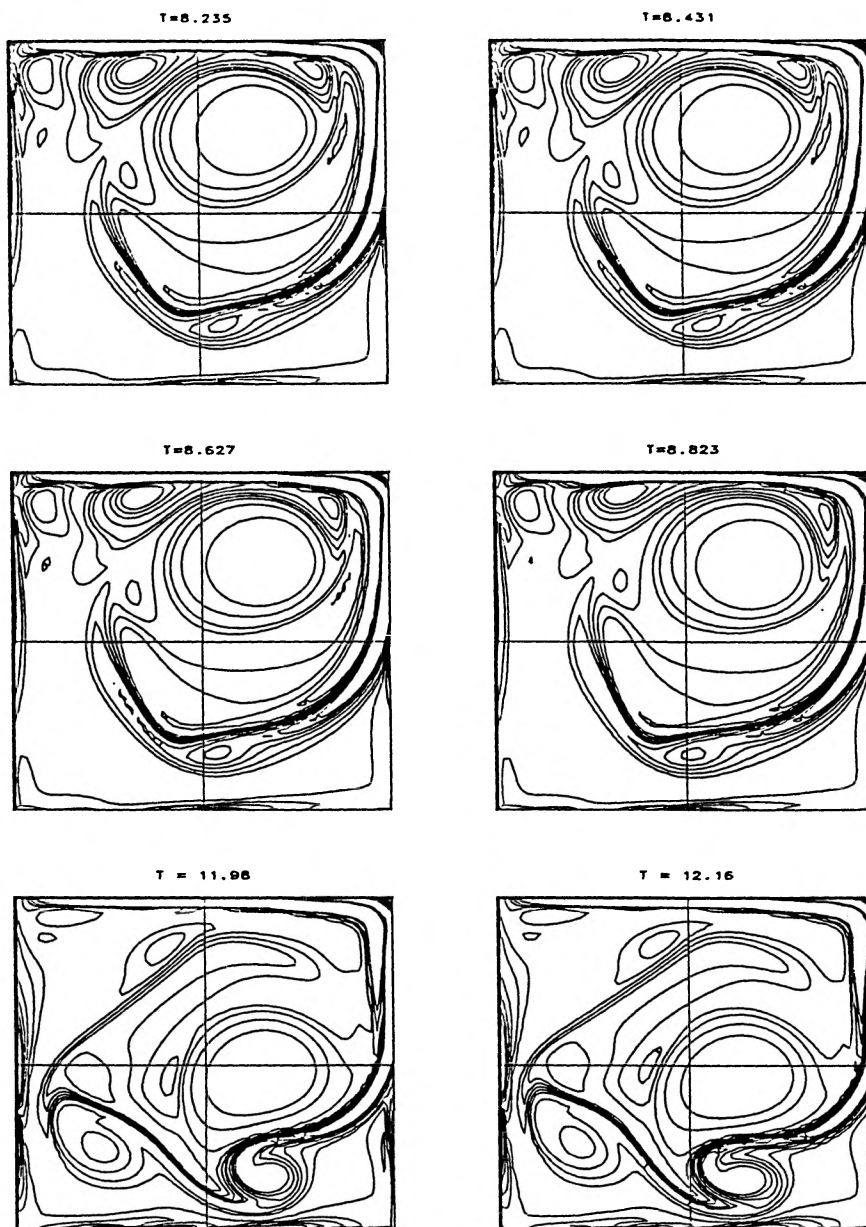 T=8.235
T=8.431
T=8.627
T=8.823
T = 11.98
T = 12.16